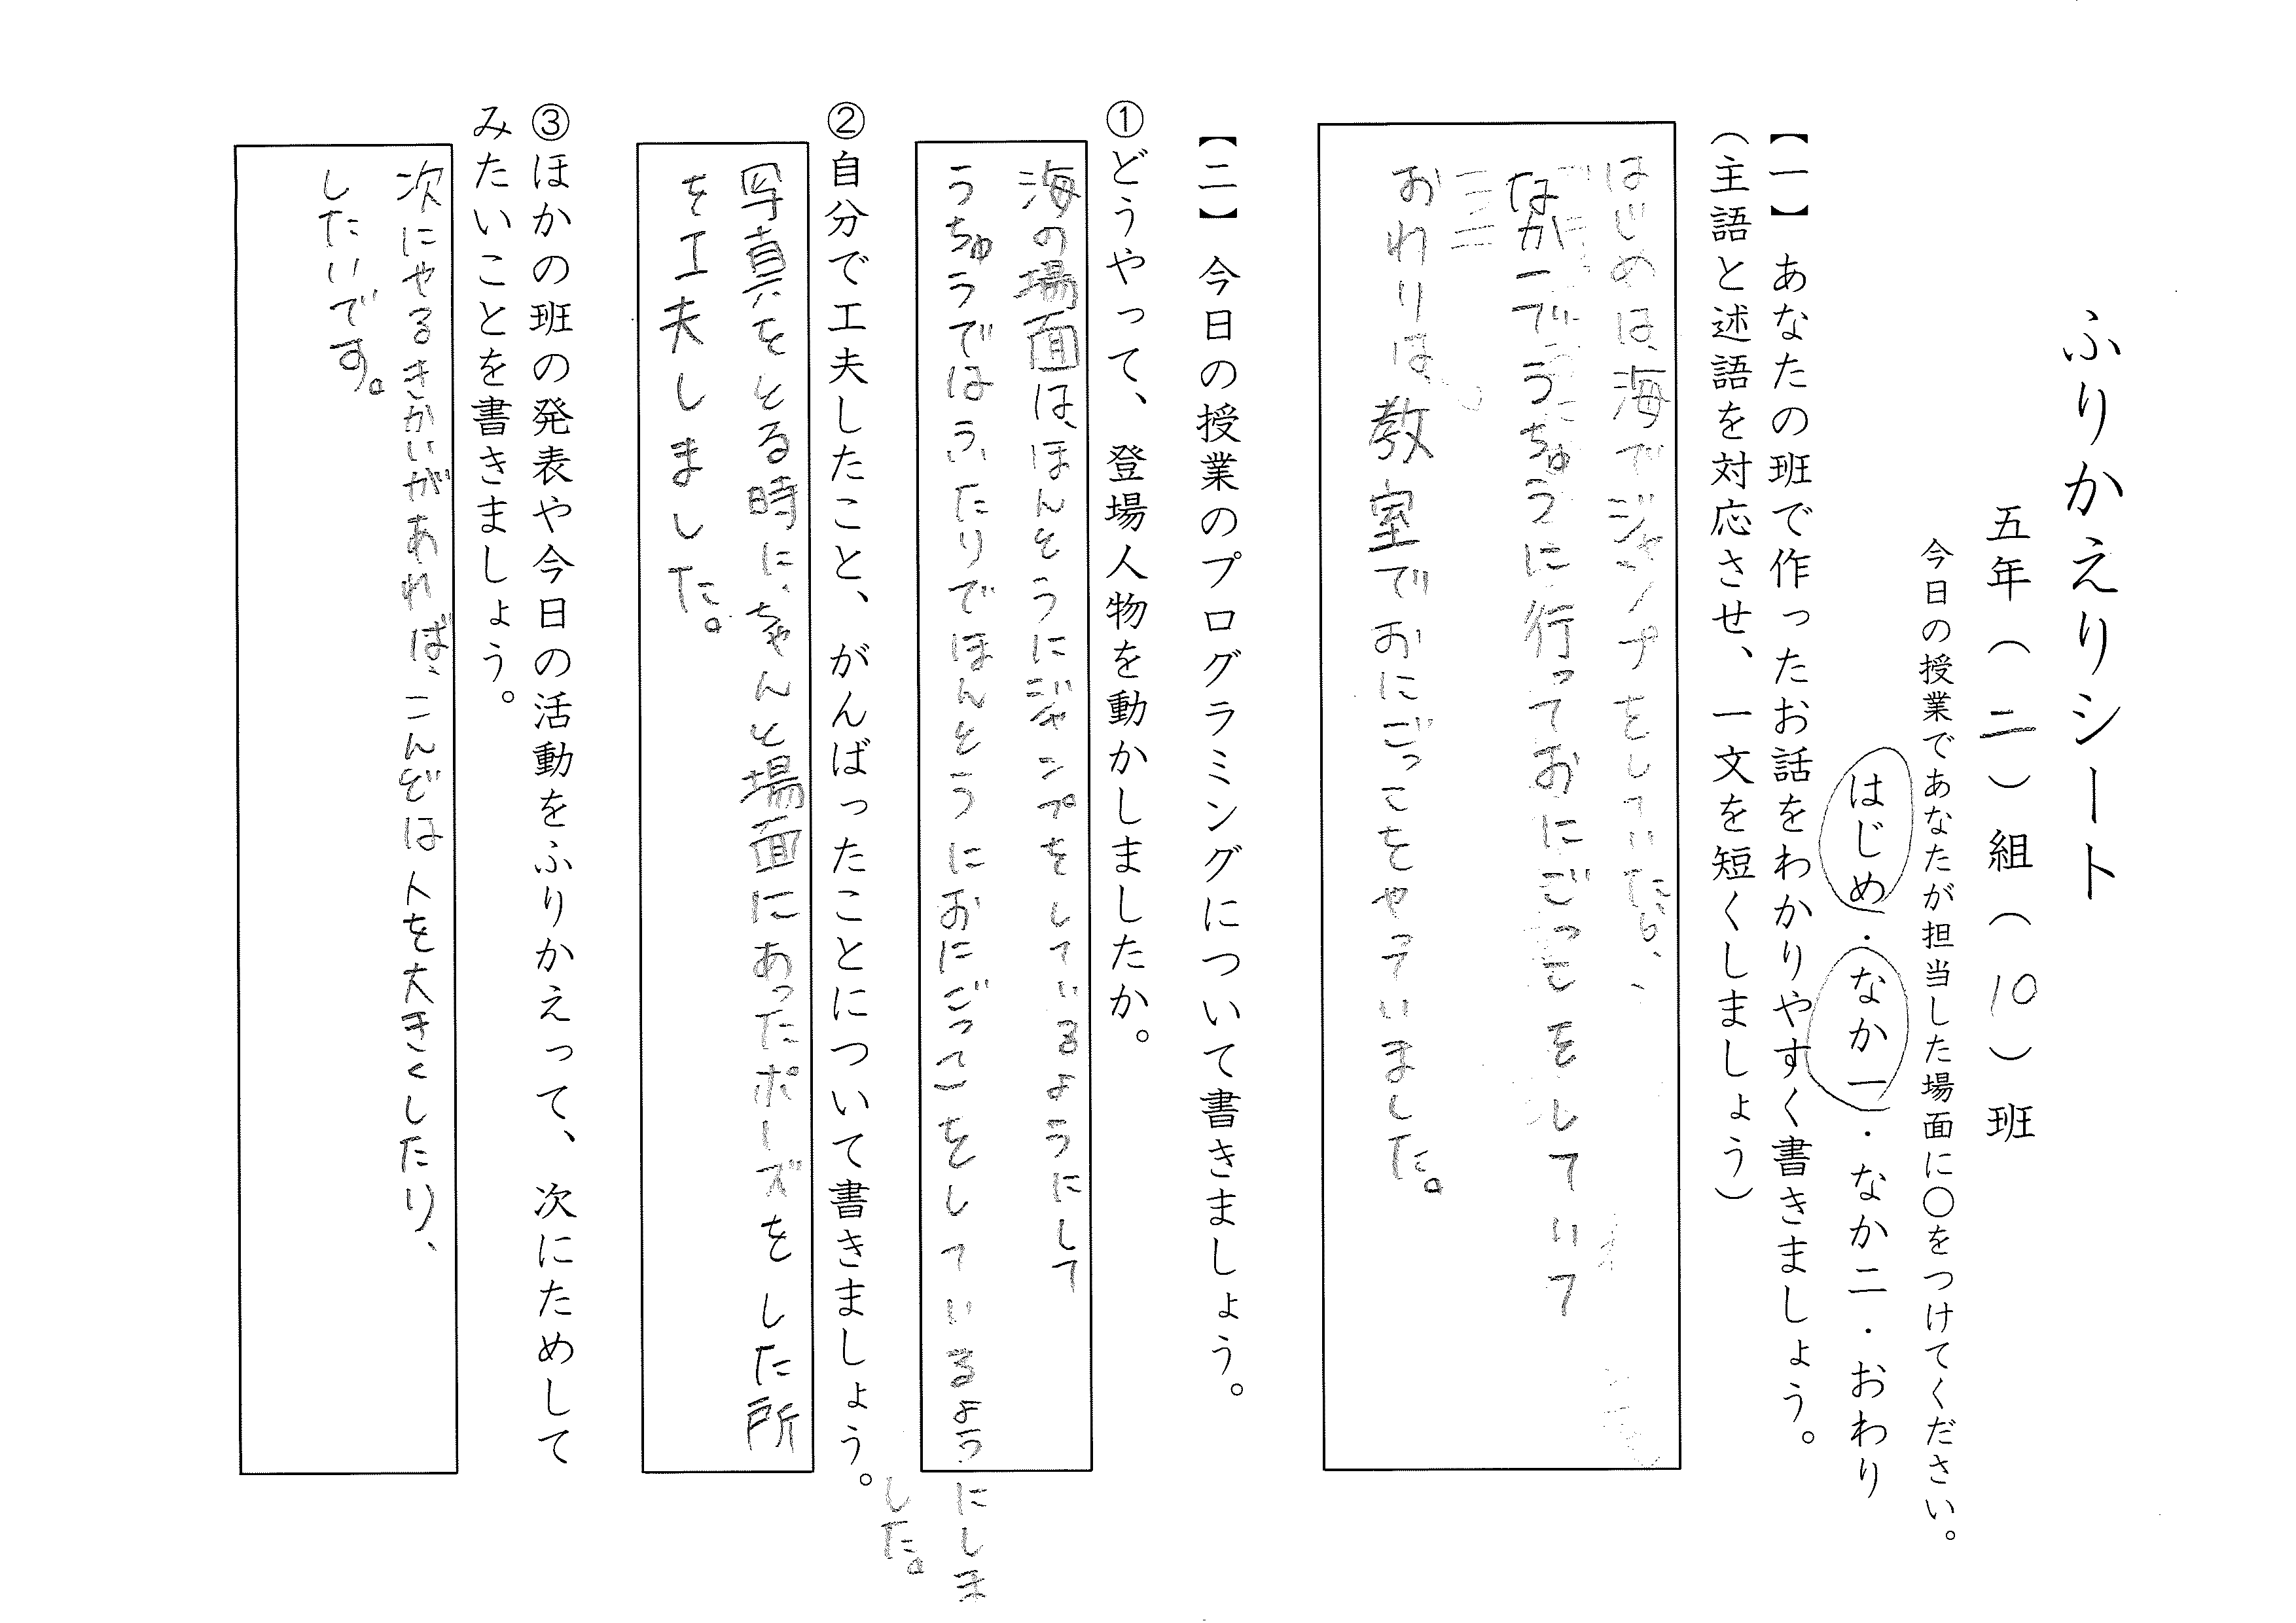 ふりかえりシート
五年（二）組（10）班
今日の授業であなたが担当した場面に〇をつけてください。
はじめ・なか一・なか二・おわり
【一】あなたの班で作ったお話をわかりやすく書きましょう。
（主語と述語を対応させ、一文を短くしましょう）
はじめは、海でジャンプをしていたら、
なか一でうちゅうに行っておにごっこをしていて
おわりは、教室でおにごっこをやっていました。
【二】今日の授業のプログラミングについて書きましょう。
①どうやって、登場人物を動かしましたか。
海の場面は、ほんとうにジャンプをしているようにして
うちゅうではういたりでほんとうにおにごっこをしているようにしま
した。
②自分で工夫したこと、がんばったことについて書きましょう。
写真をとる時に、ちゃんと場面にあったポーズをした所
を工夫しました。
③ほかの班の発表や今日の活動をふりかえって、次にためして
みたいことを書きましょう。
次にやるきかいがあれば、こんどは人を大きくしたり、
したいです。